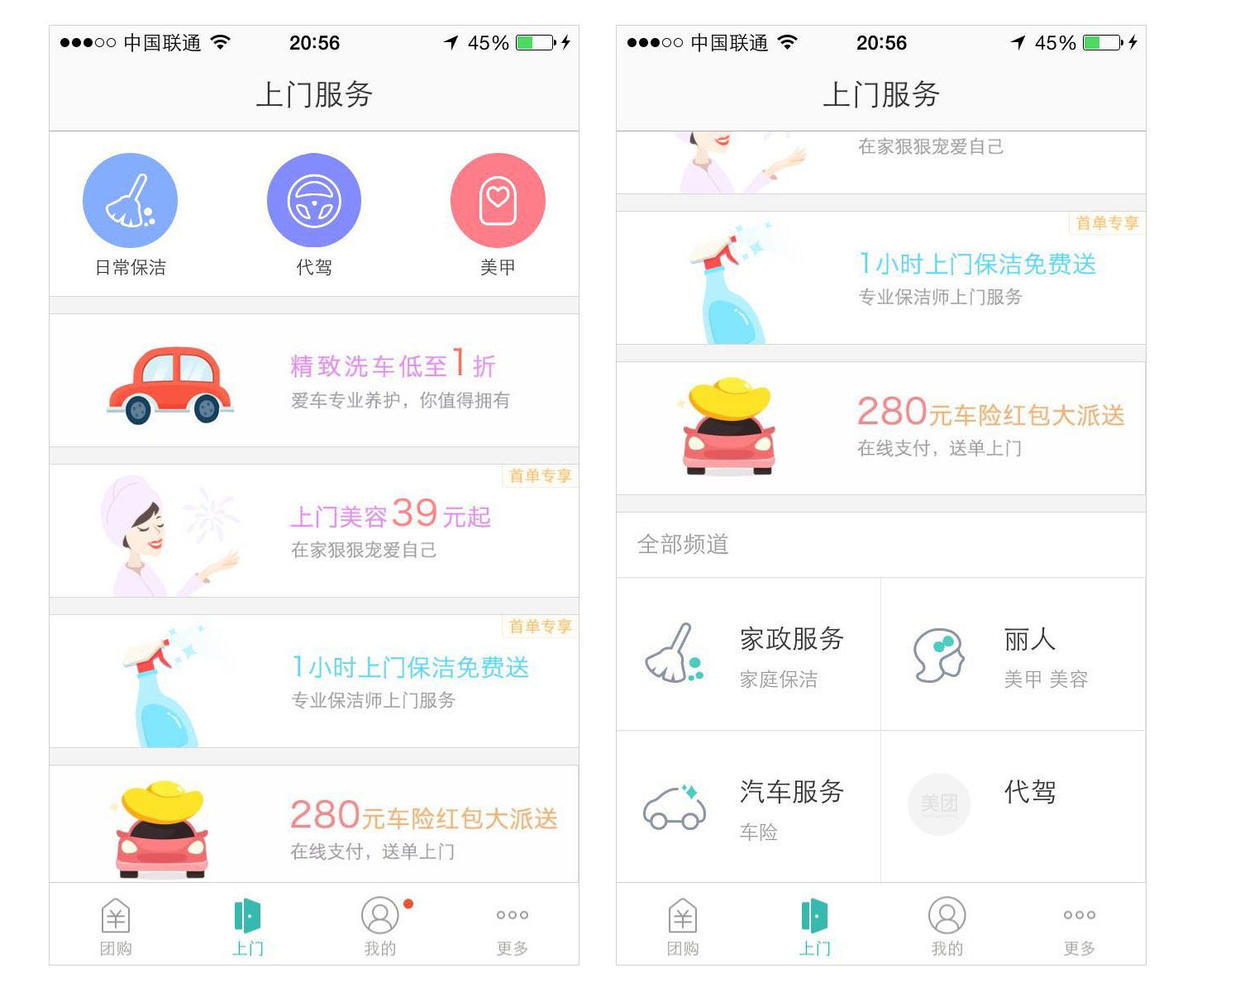 中国联通
20:56
45%
上门服务
日常保洁
代驾
美甲
精致洗车低至1折
爱车专业养护，你值得拥有
首单专享
上门美容39元起
在家狠狠宠爱自己
首单专享
1小时上门保洁免费送
专业保洁师上门服务
280元车险红包大派送
在线支付，送单上门
团购
上门
我的
更多
中国联通
20:56
45%
上门服务
在家狠狠宠爱自己
首单专享
1小时上门保洁免费送
专业保洁师上门服务
280元车险红包大派送
在线支付，送单上门
全部频道
家政服务
家庭保洁
丽人
美甲 美容
汽车服务
车险
美团
代驾
团购
上门
我的
更多